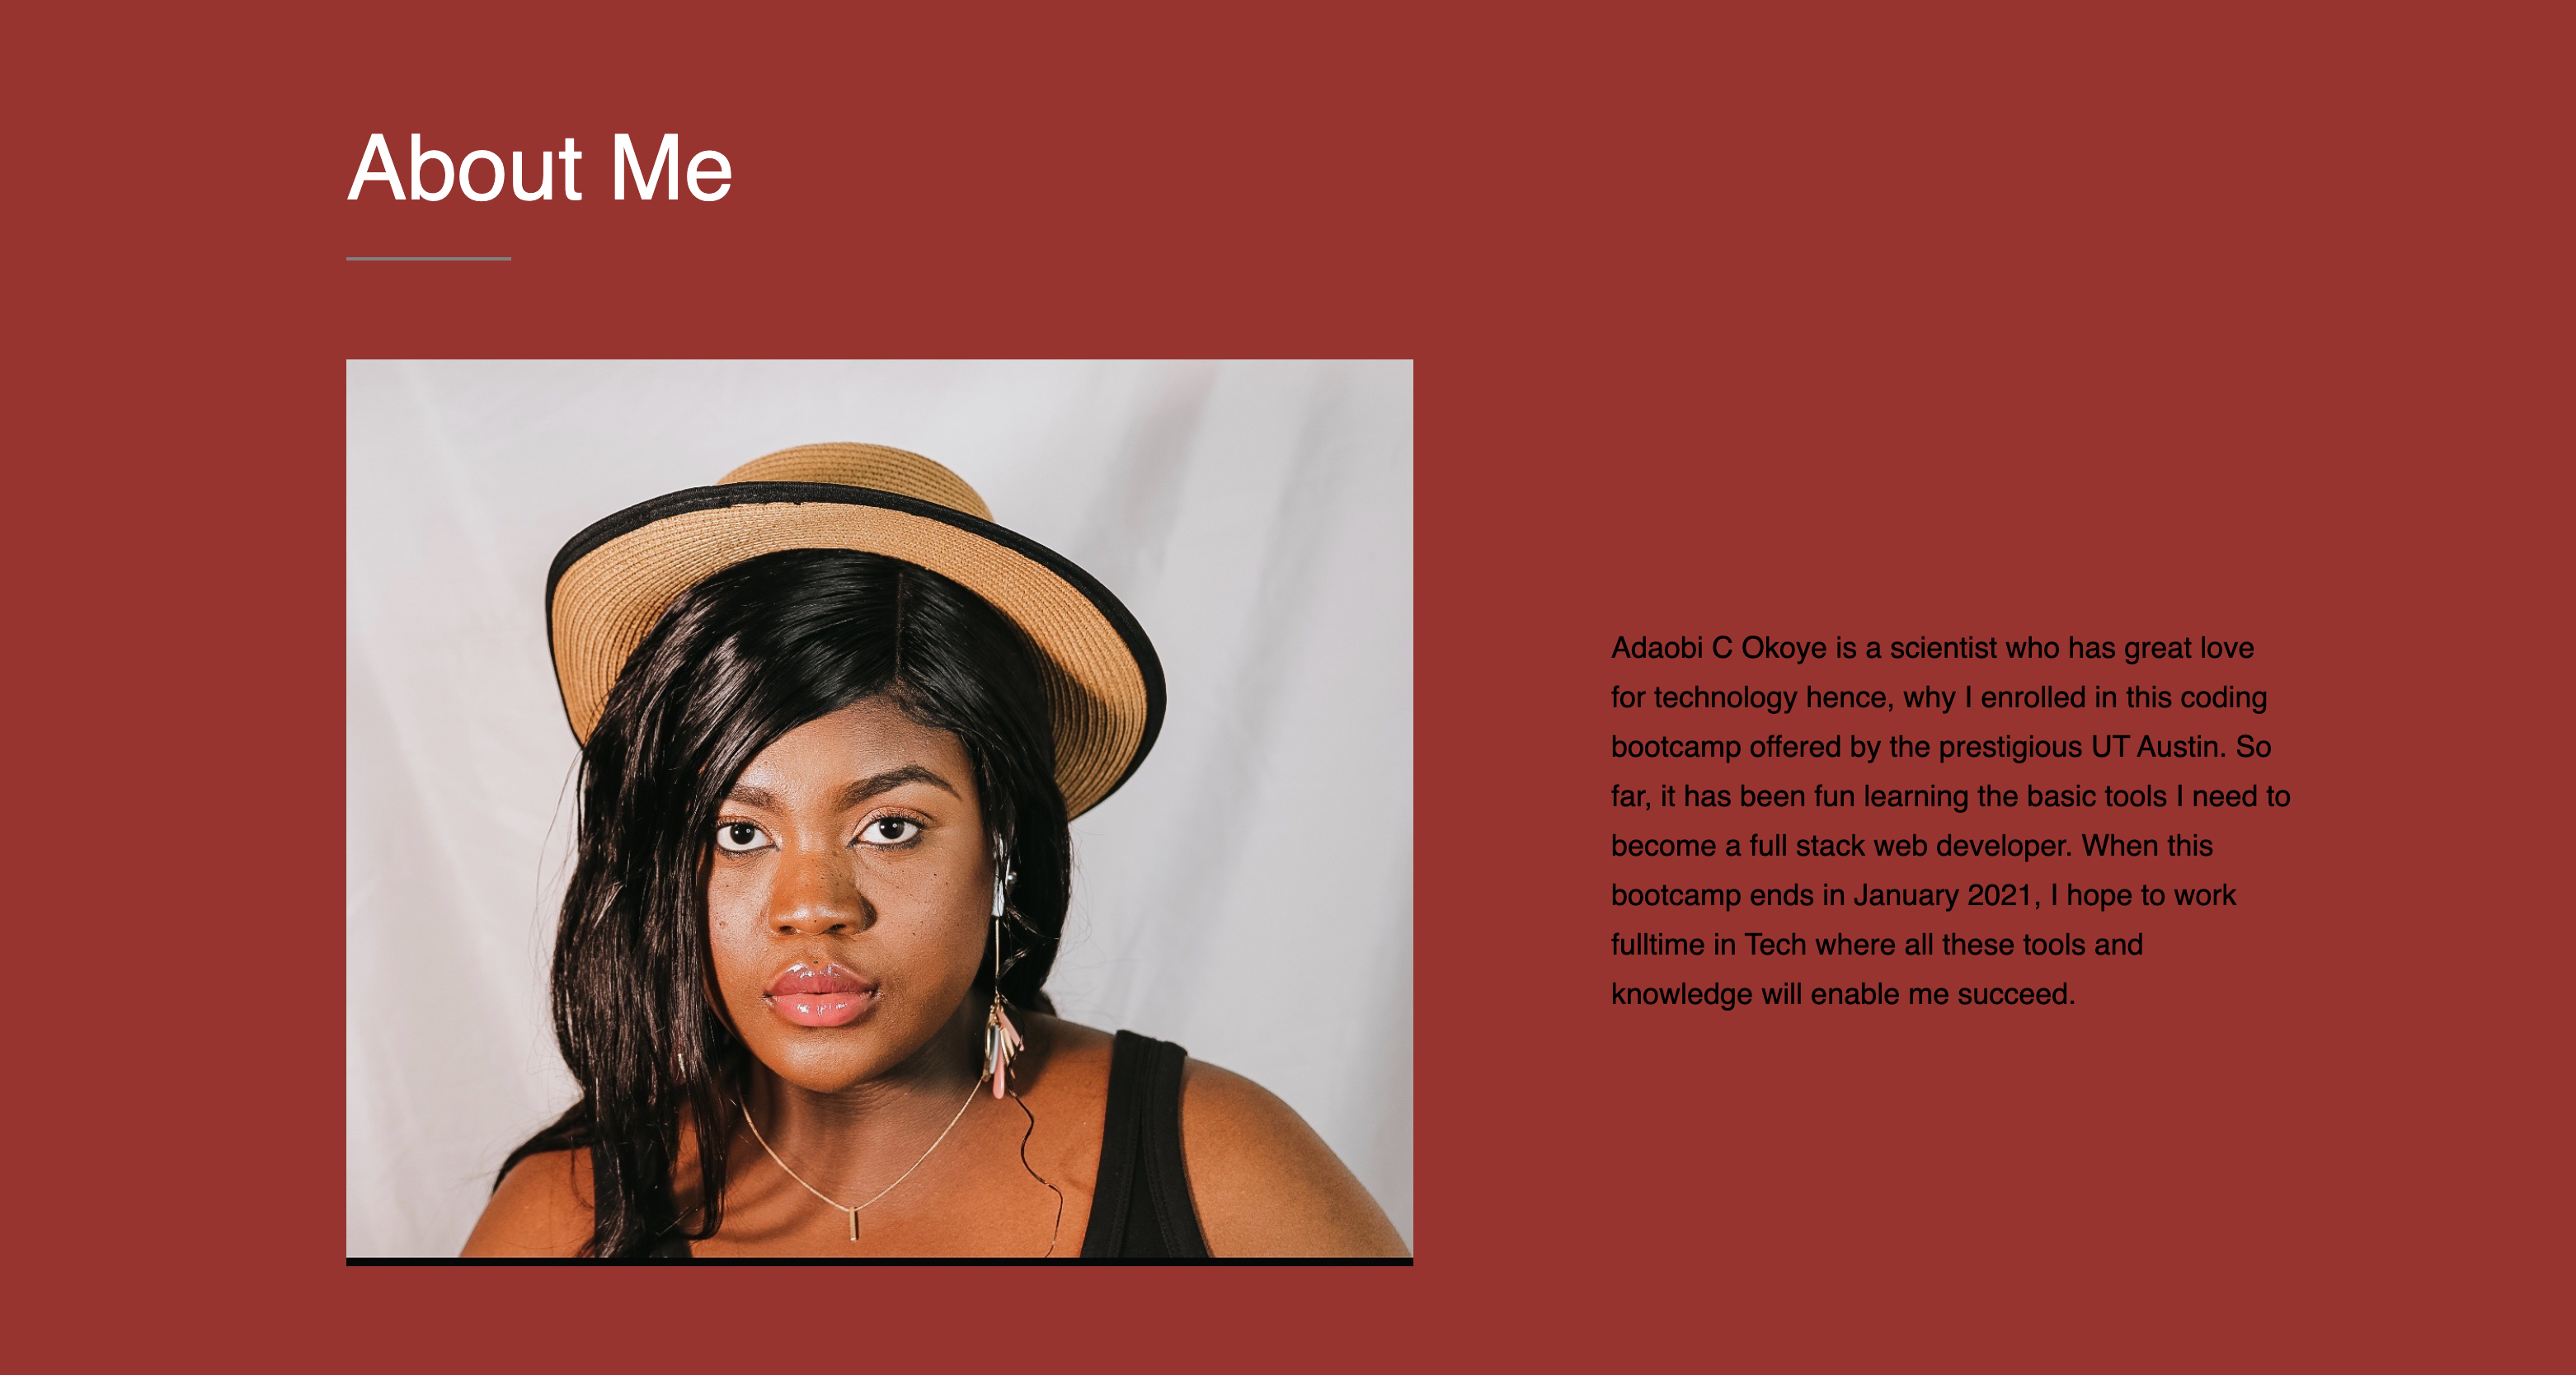 About Me
Adaobi C Okoye is a scientist who has great love
for technology hence, why I enrolled in this coding
bootcamp offered by the prestigious UT Austin. So
far, it has been fun learning the basic tools I need to
become a full stack web developer. When this
bootcamp ends in January 2021, I hope to work
fulltime in Tech where all these tools and
knowledge will enable me succeed.